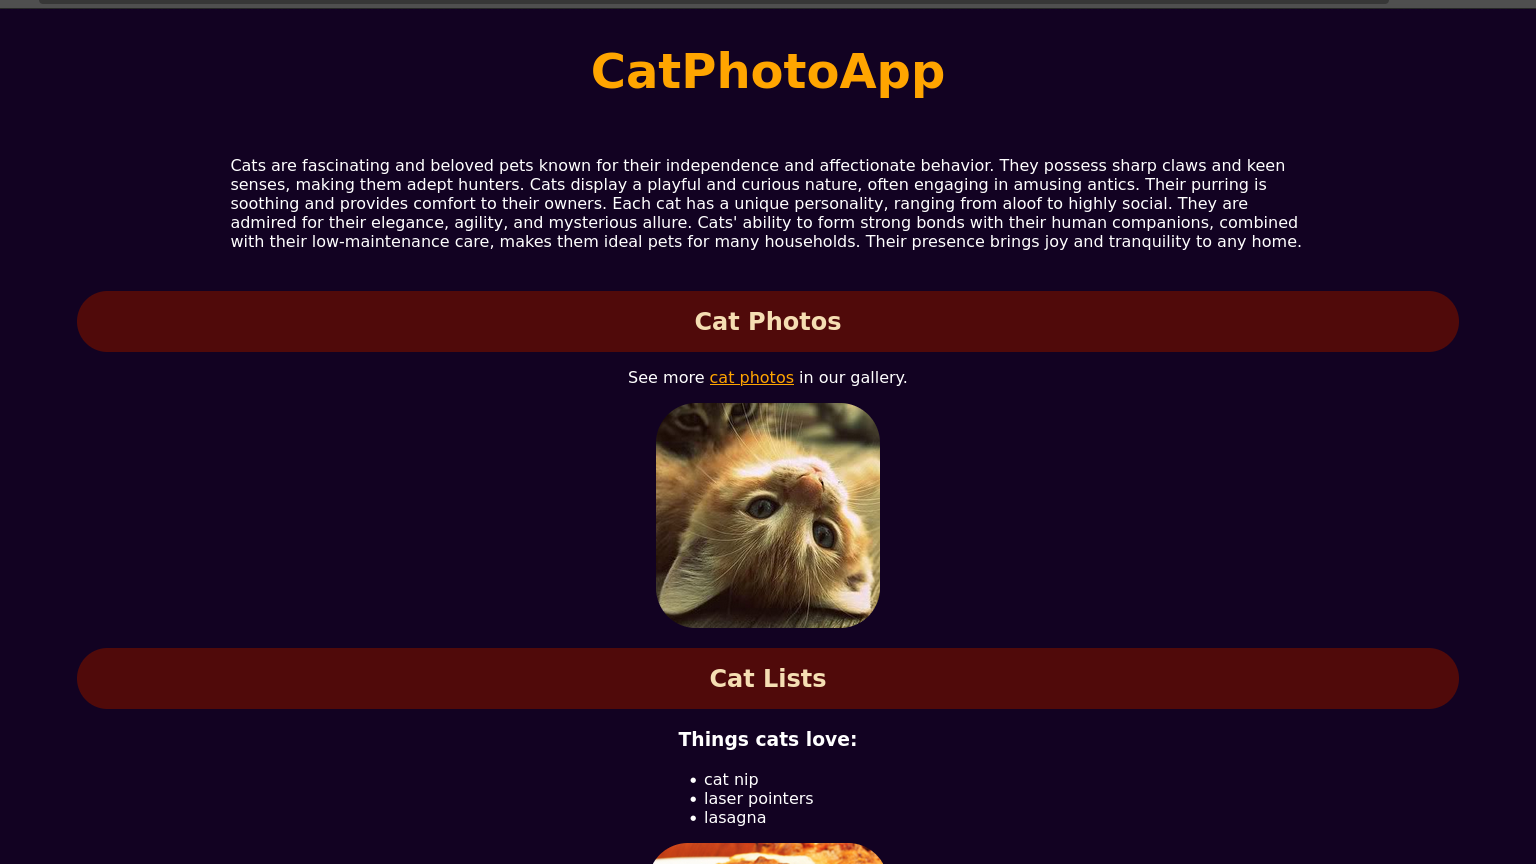 CatPhotoApp
Cats are fascinating and beloved pets known for their independence and affectionate behavior. They possess sharp claws and keen
senses, making them adept hunters. Cats display a playful and curious nature, often engaging in amusing antics. Their purring is
soothing and provides comfort to their owners. Each cat has a unique personality, ranging from aloof to highly social. They are
admired for their elegance, agility, and mysterious allure. Cats' ability to form strong bonds with their human companions, combined
with their low-maintenance care, makes them ideal pets for many households. Their presence brings joy and tranquility to any home.
Cat Photos
See more cat photos in our gallery.
Cat Lists
Things cats love:
• cat nip
• laser pointers
• lasagna